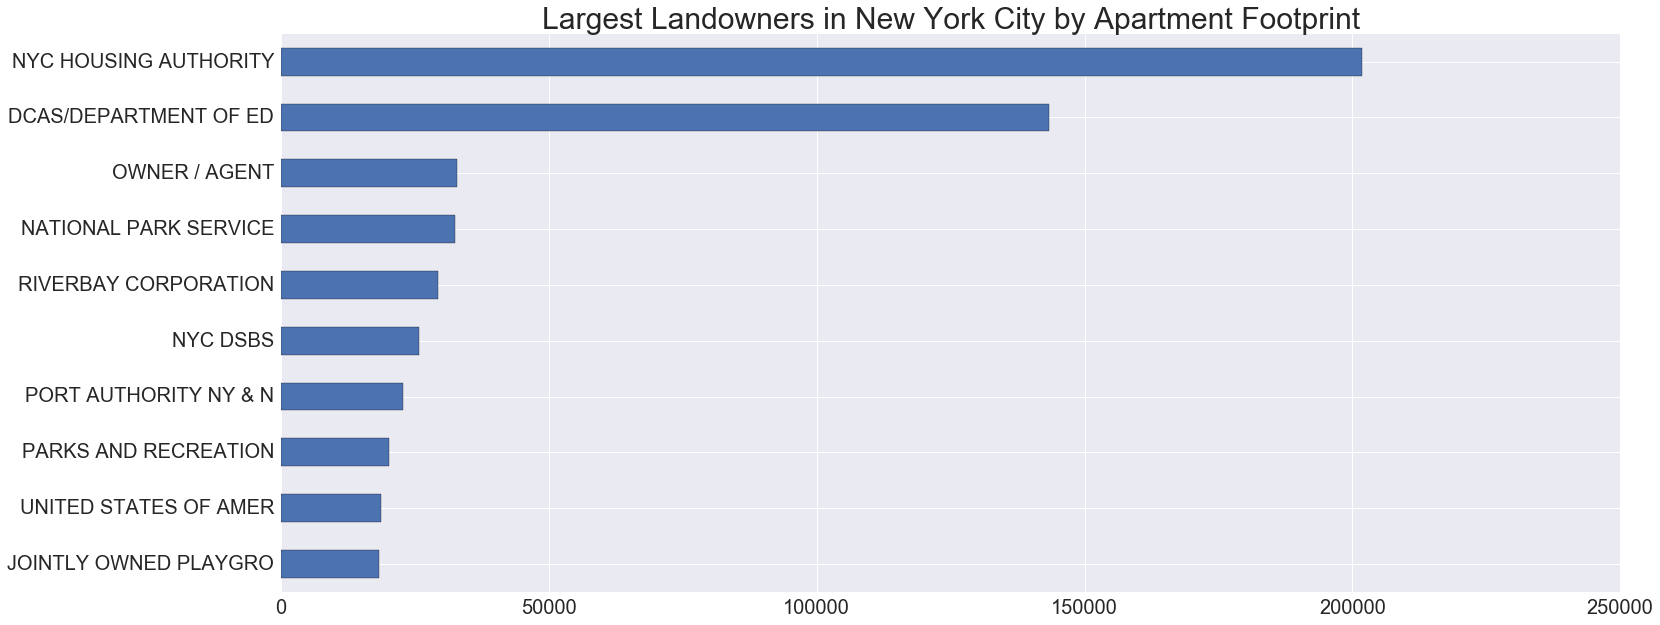 Largest Landowners in New York City by Apartment Footprint
NYC HOUSING AUTHORITY
DCAS/DEPARTMENT OF ED
OWNER / AGENT
NATIONAL PARK SERVICE
RIVERBAY CORPORATION
NYC DSBS
PORT AUTHORITY NY & N
PARKS AND RECREATION
UNITED STATES OF AMER
JOINTLY OWNED PLAYGRO
0 50000 100000 150000 200000 250000